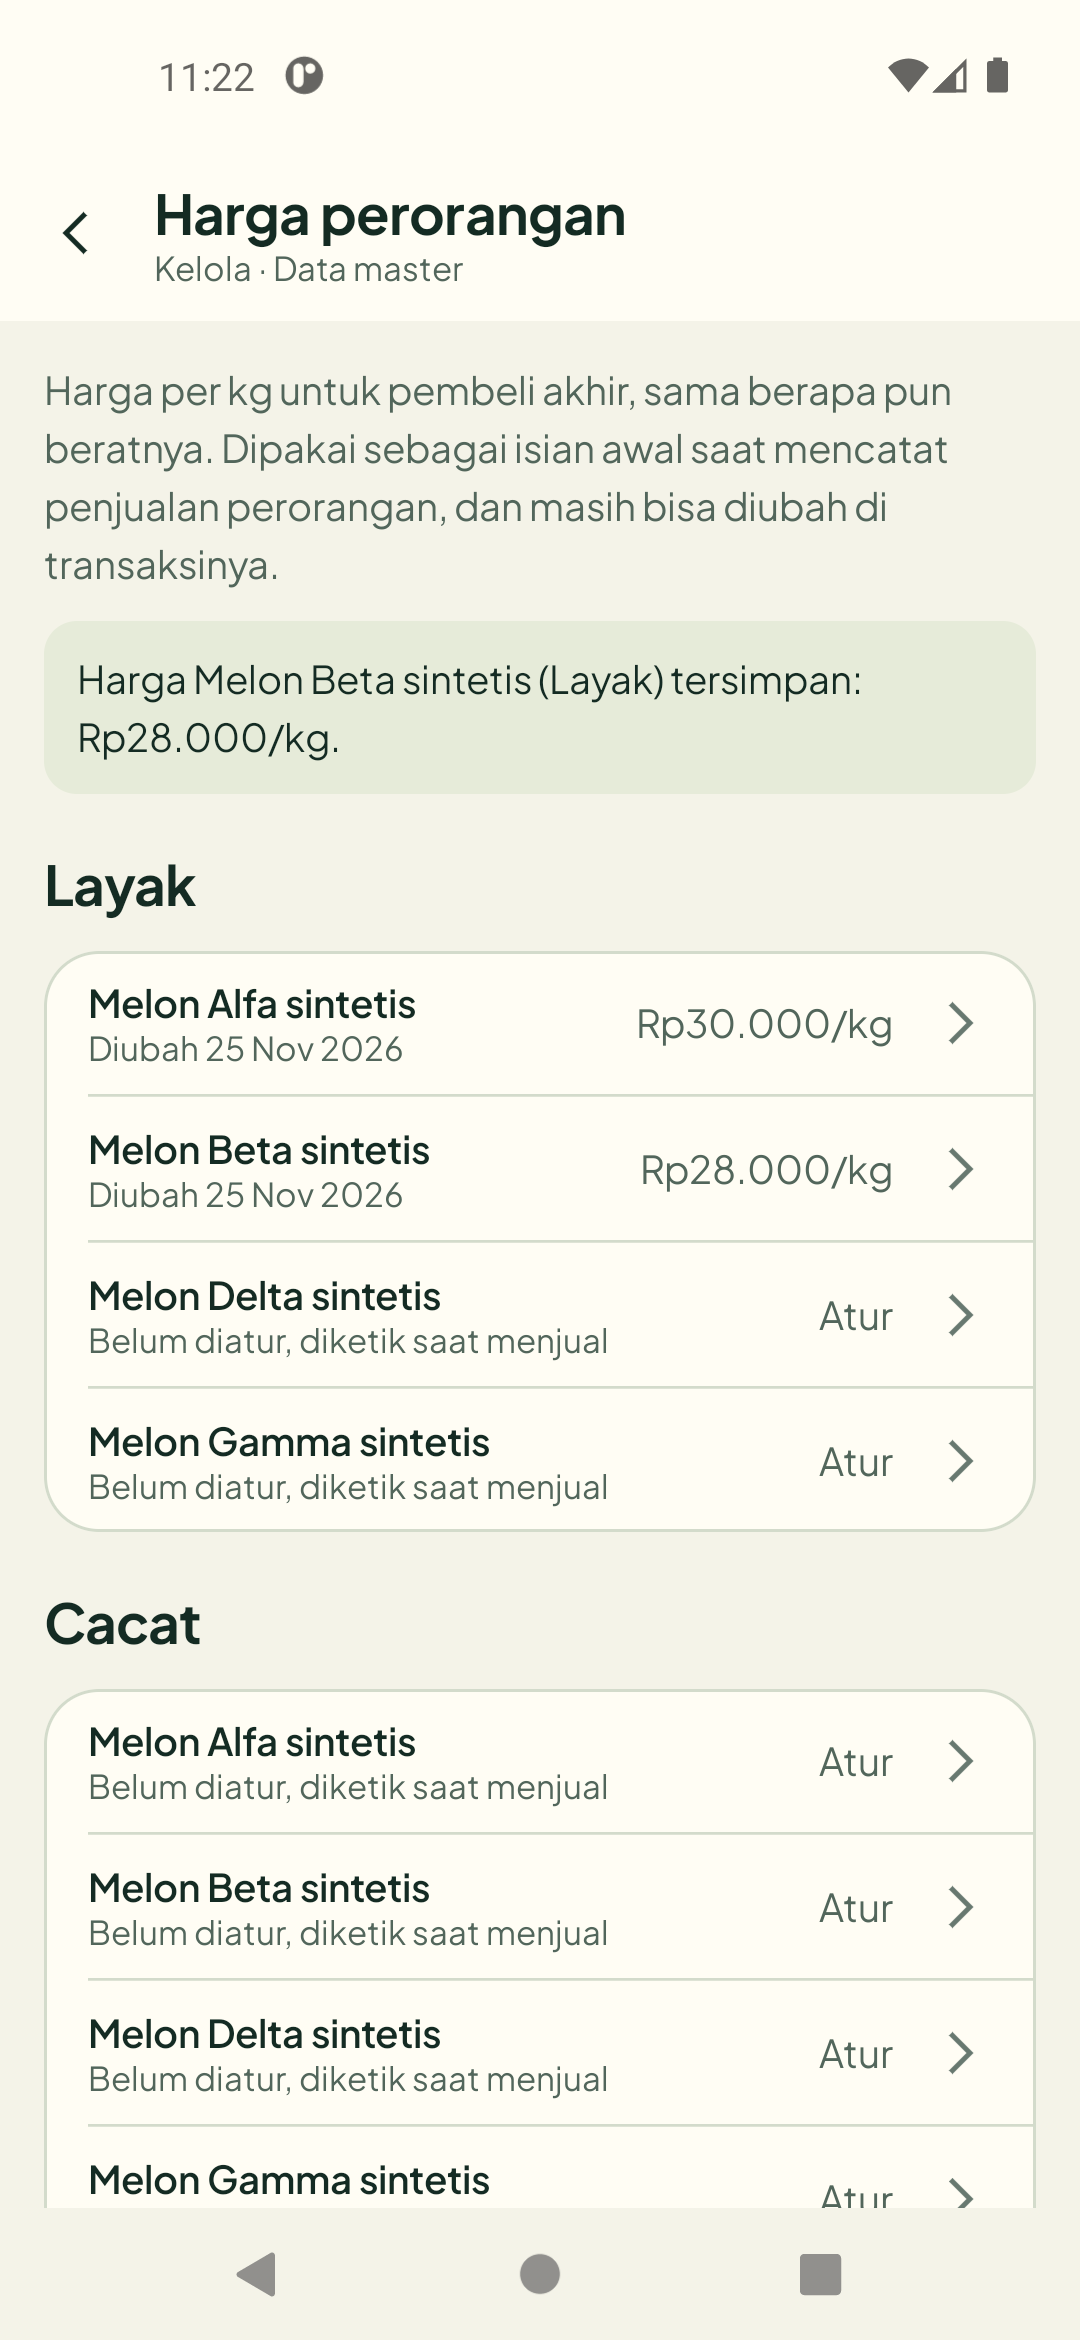 11:22
Harga perorangan
Kelola · Data master
Harga per kg untuk pembeli akhir, sama berapa pun
beratnya. Dipakai sebagai isian awal saat mencatat
penjualan perorangan, dan masih bisa diubah di
transaksinya.
Harga Melon Beta sintetis (Layak) tersimpan:
Rp28.000/kg.
Layak
Melon Alfa sintetis
Diubah 25 Nov 2026
Rp30.000/kg
Melon Beta sintetis
Diubah 25 Nov 2026
Rp28.000/kg
Melon Delta sintetis
Belum diatur, diketik saat menjual
Atur
Melon Gamma sintetis
Belum diatur, diketik saat menjual
Atur
Cacat
Melon Alfa sintetis
Belum diatur, diketik saat menjual
Atur
Melon Beta sintetis
Belum diatur, diketik saat menjual
Atur
Melon Delta sintetis
Belum diatur, diketik saat menjual
Atur
Melon Gamma sintetis
Atur